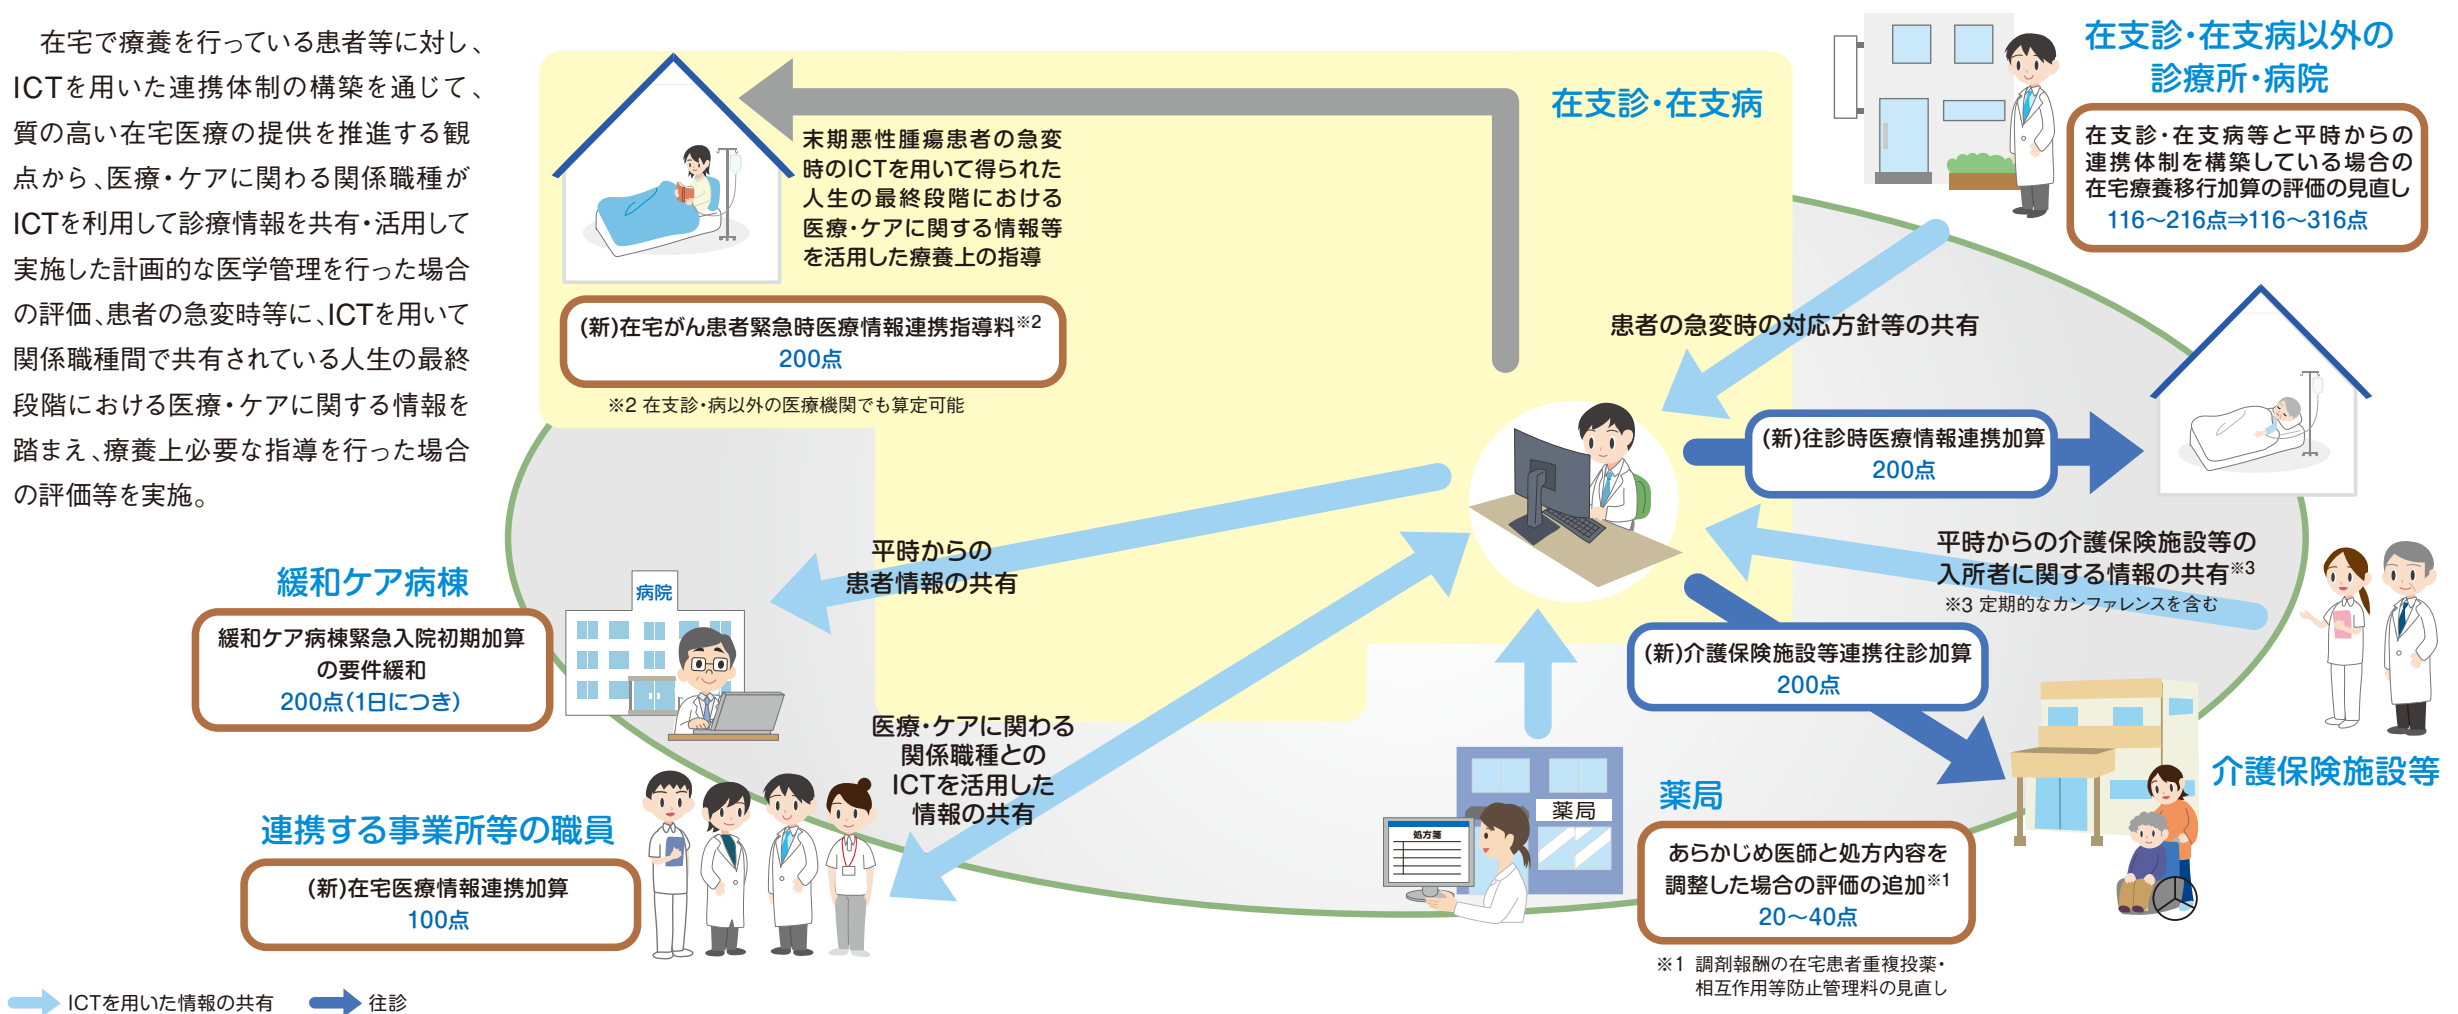 在宅で療養を行っている患者等に対し、
ICTを用いた連携体制の構築を通じて、
質の高い在宅医療の提供を推進する観
点から、医療・ケアに関わる関係職種が
ICTを利用して診療情報を共有・活用して
実施した計画的な医学管理を行った場合
の評価、患者の急変時等に、ICTを用いて
関係職種間で共有されている人生の最終
段階における医療・ケアに関する情報を
踏まえ、療養上必要な指導を行った場合
の評価等を実施。
末期悪性腫瘍患者の急変
時のICTを用いて得られた
人生の最終段階における
医療・ケアに関する情報等
を活用した療養上の指導
(新)在宅がん患者緊急時医療情報連携指導料※2
200点
※2 在支診・病以外の医療機関でも算定可能
在支診・在支病
在支診・在支病以外の
診療所・病院
在支診・在支病等と平時からの
連携体制を構築している場合の
在宅療養移行加算の評価の見直し
116～216点⇒116～316点
患者の急変時の対応方針等の共有
(新)往診時医療情報連携加算
200点
平時からの介護保険施設等の
入所者に関する情報の共有※3
※3 定期的なカンファレンスを含む
(新)介護保険施設等連携往診加算
200点
介護保険施設等
平時からの
患者情報の共有
緩和ケア病棟
緩和ケア病棟緊急入院初期加算
の要件緩和
200点(1日につき)
病院
医療・ケアに関わる
関係職種との
ICTを活用した
情報の共有
連携する事業所等の職員
(新)在宅医療情報連携加算
100点
薬局
処方箋
薬局
あらかじめ医師と処方内容を
調整した場合の評価の追加※1
20～40点
※1 調剤報酬の在宅患者重複投薬・
相互作用等防止管理料の見直し
ICTを用いた情報の共有
往診